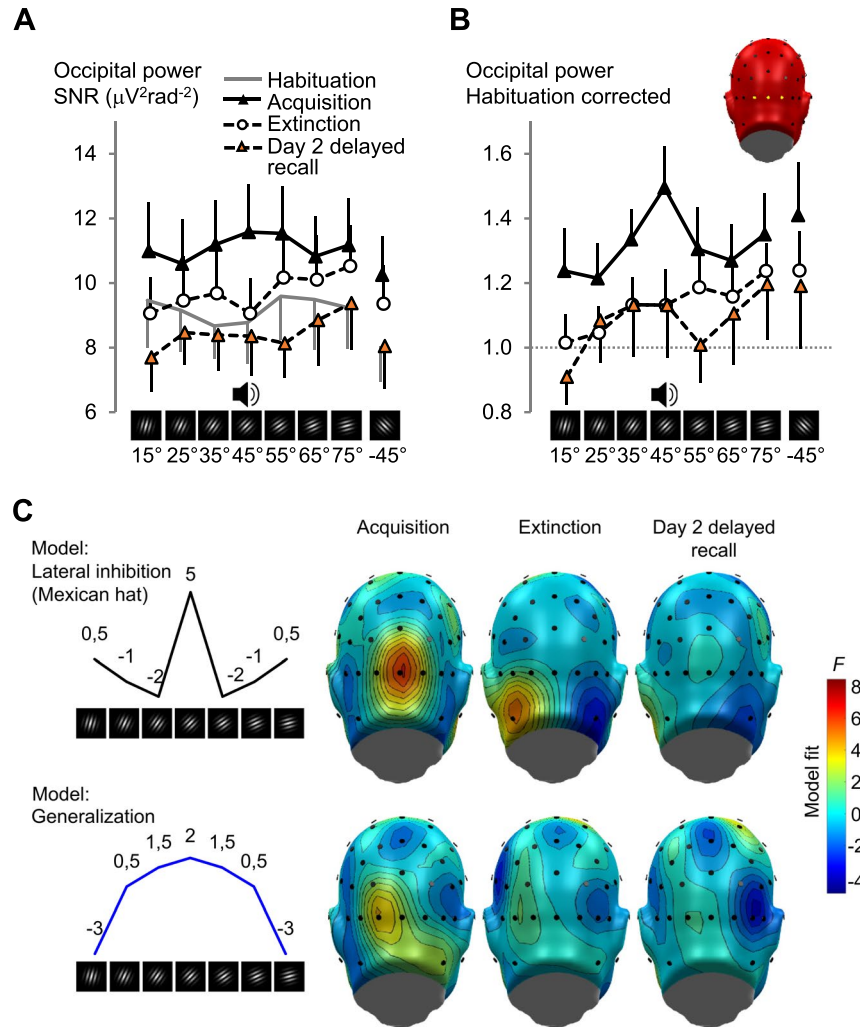 A
Occipital power
SNR (μV²rad⁻²)
Habituation
Acquisition
Extinction
Day 2 delayed
recall
14
12
10
8
6
15° 25° 35° 45° 55° 65° 75° -45°
B
Occipital power
Habituation corrected
1.6
1.4
1.2
1.0
0.8
15° 25° 35° 45° 55° 65° 75° -45°
C
Model:
Lateral inhibition
(Mexican hat)
0,5
-1
-2
5
-2
-1
0,5
Acquisition
Extinction
Day 2 delayed
recall
Model:
Generalization
-3
0,5
1,5
2
1,5
0,5
-3
F
8
6
4
2
0
-2
-4
Model fit